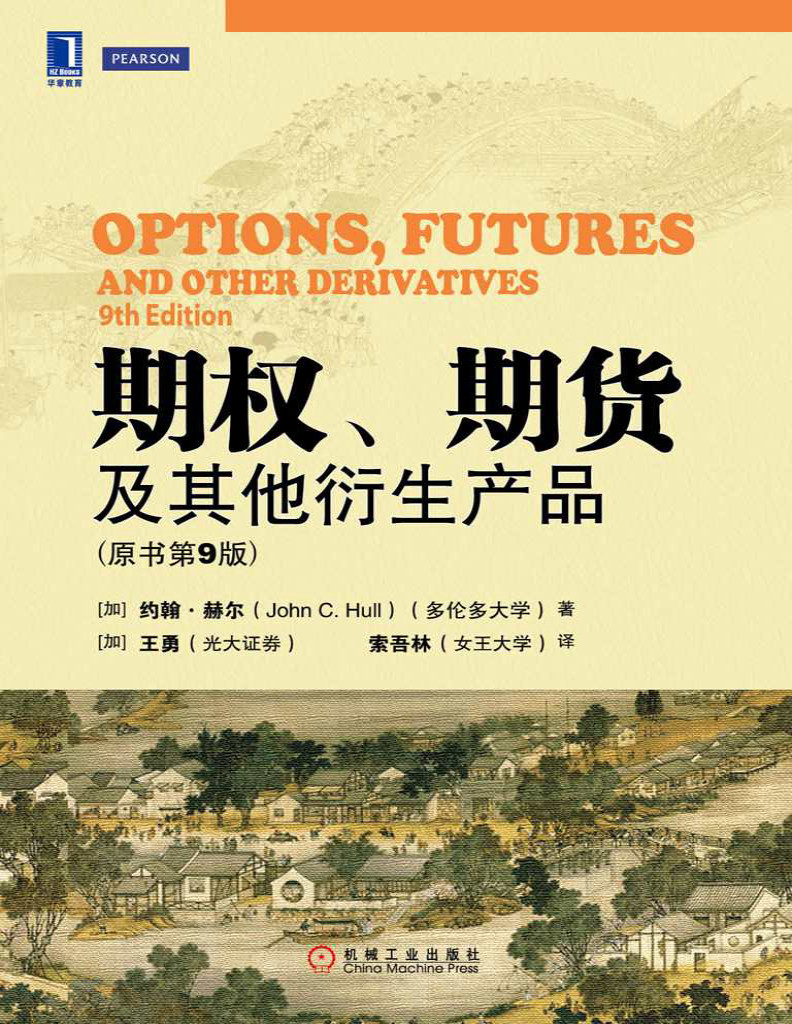 HZ Books
华章教育
PEARSON
OPTIONS, FUTURES
AND OTHER DERIVATIVES
9th Edition
期权、期货
及其他衍生产品
(原书第9版)
[加] 约翰·赫尔(John C. Hull)(多伦多大学)著
[加] 王勇(光大证券) 索吾林(女王大学)译
机械工业出版社
China Machine Press